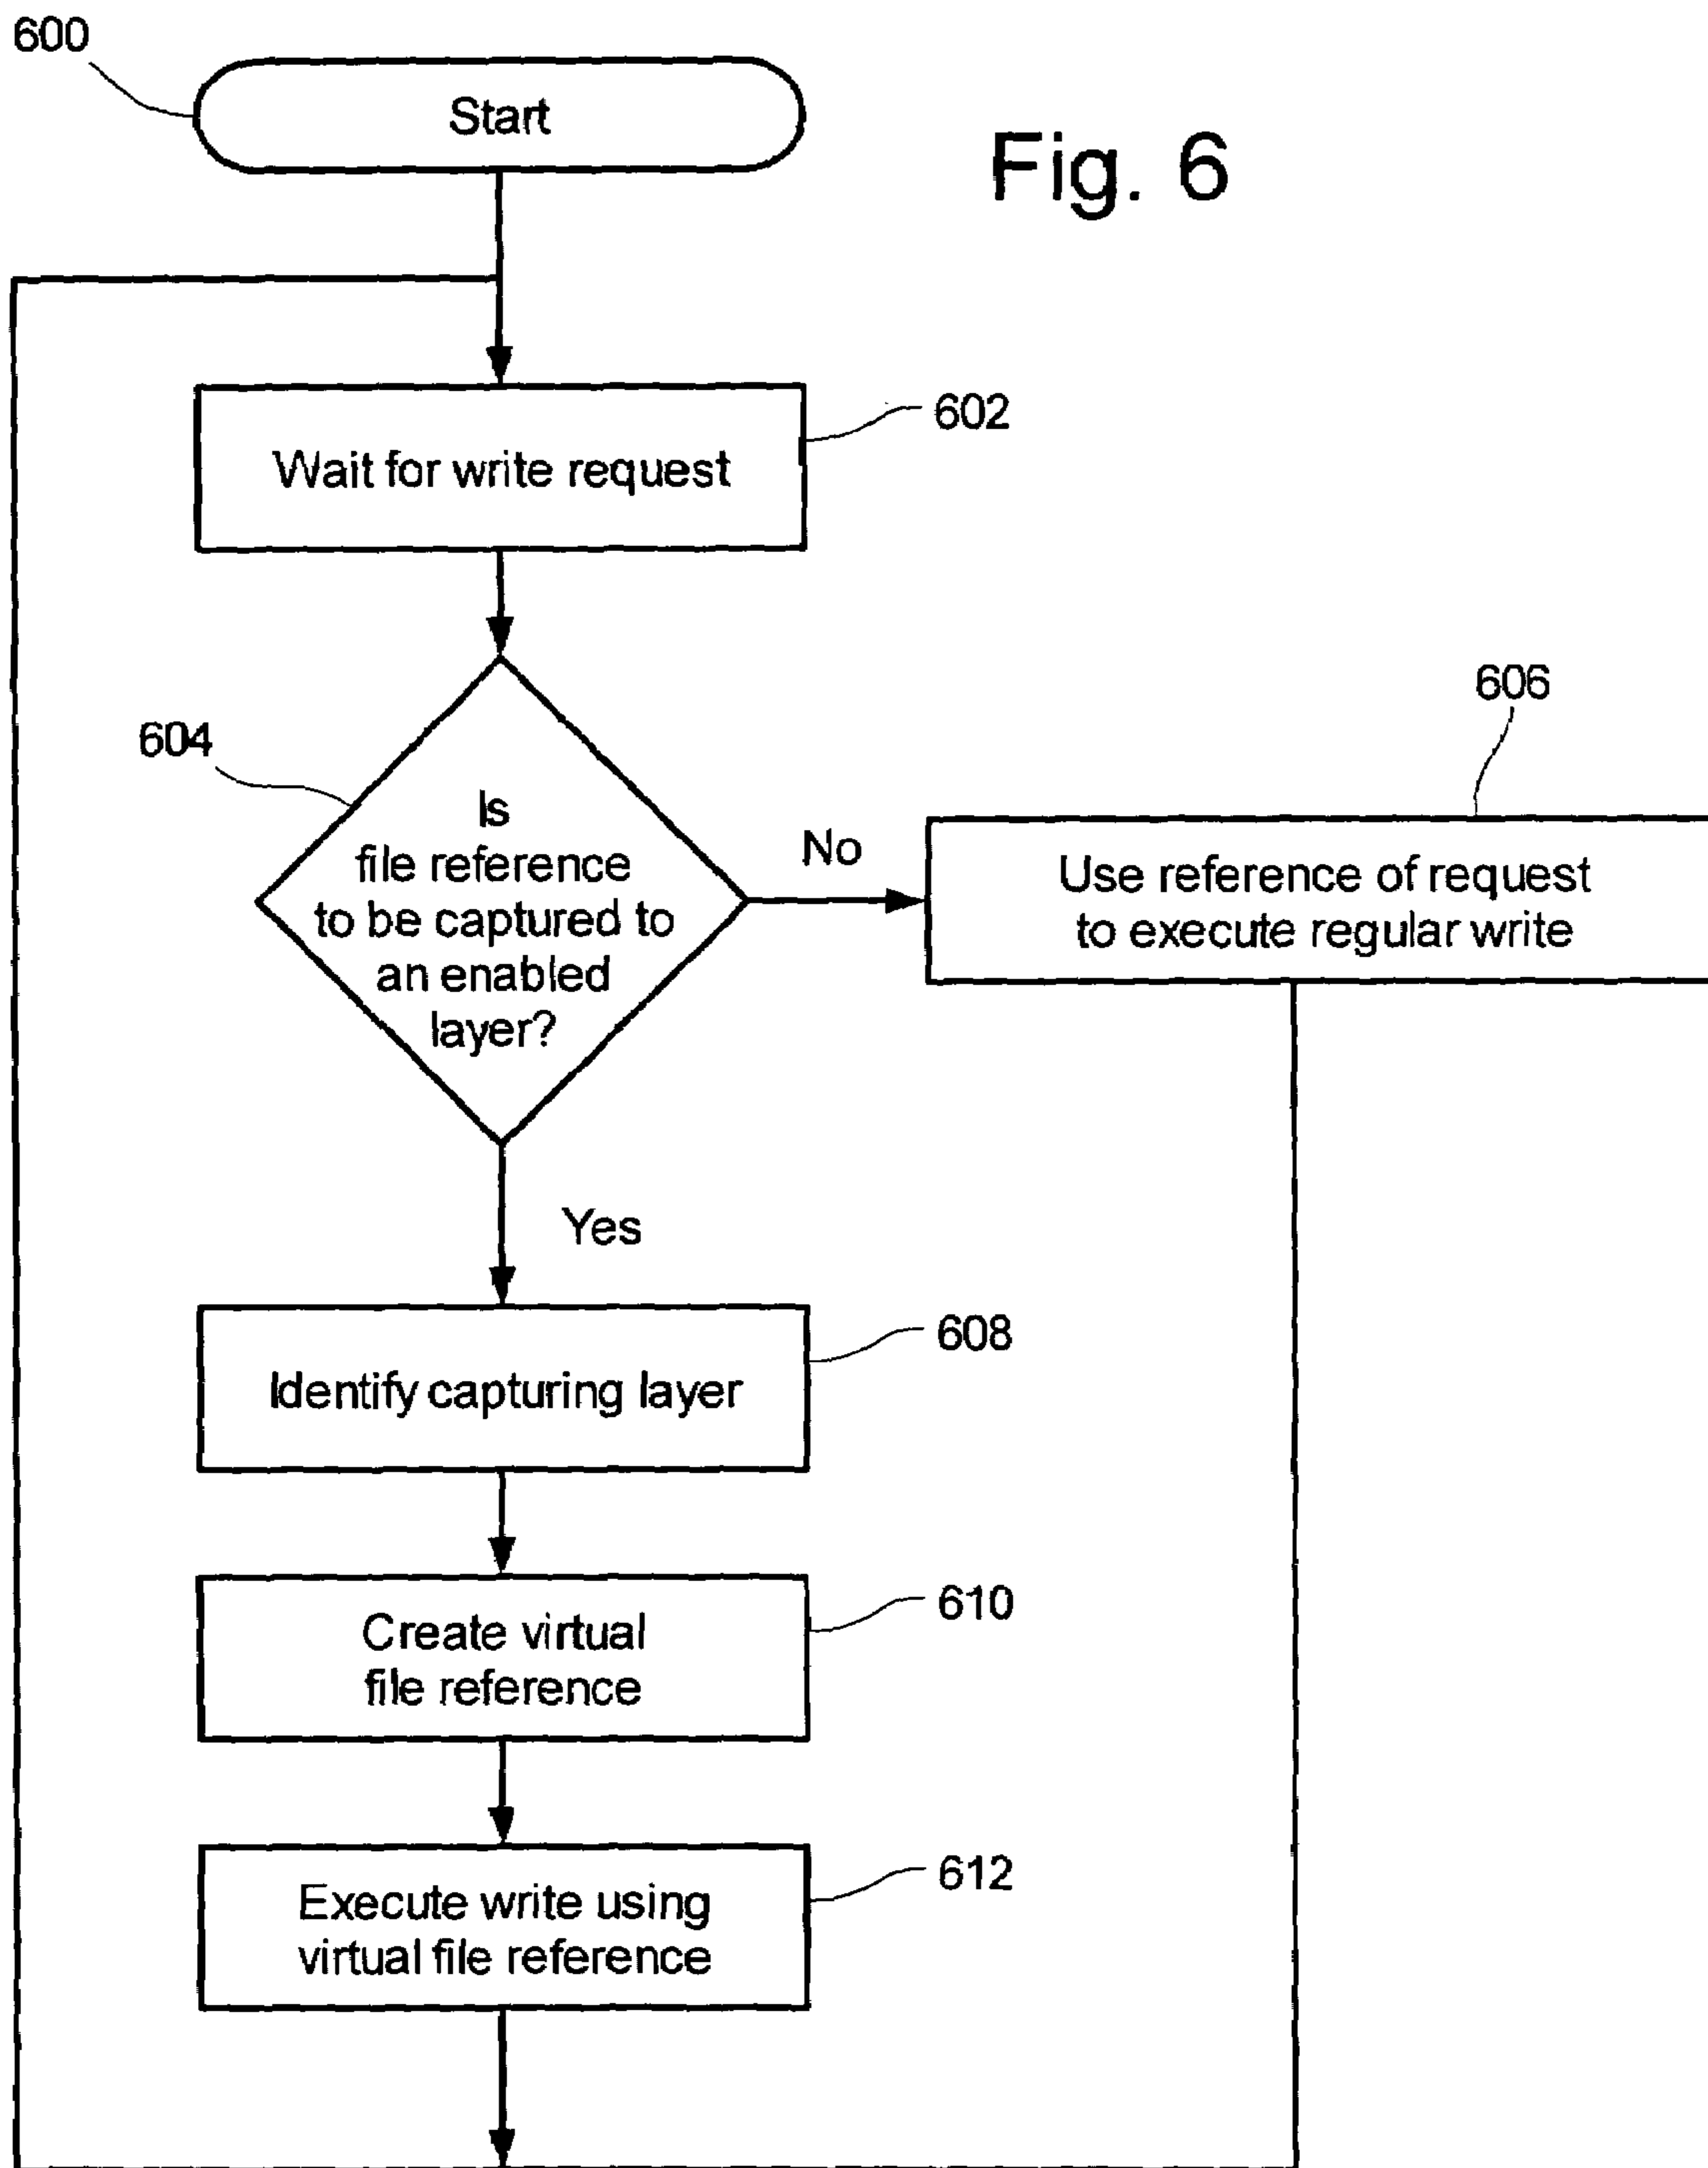 600
Start
Fig. 6
602
Wait for write request
604
Is
file reference
to be captured to
an enabled
layer?
No
606
Use reference of request
to execute regular write
Yes
608
Identify capturing layer
610
Create virtual
file reference
612
Execute write using
virtual file reference